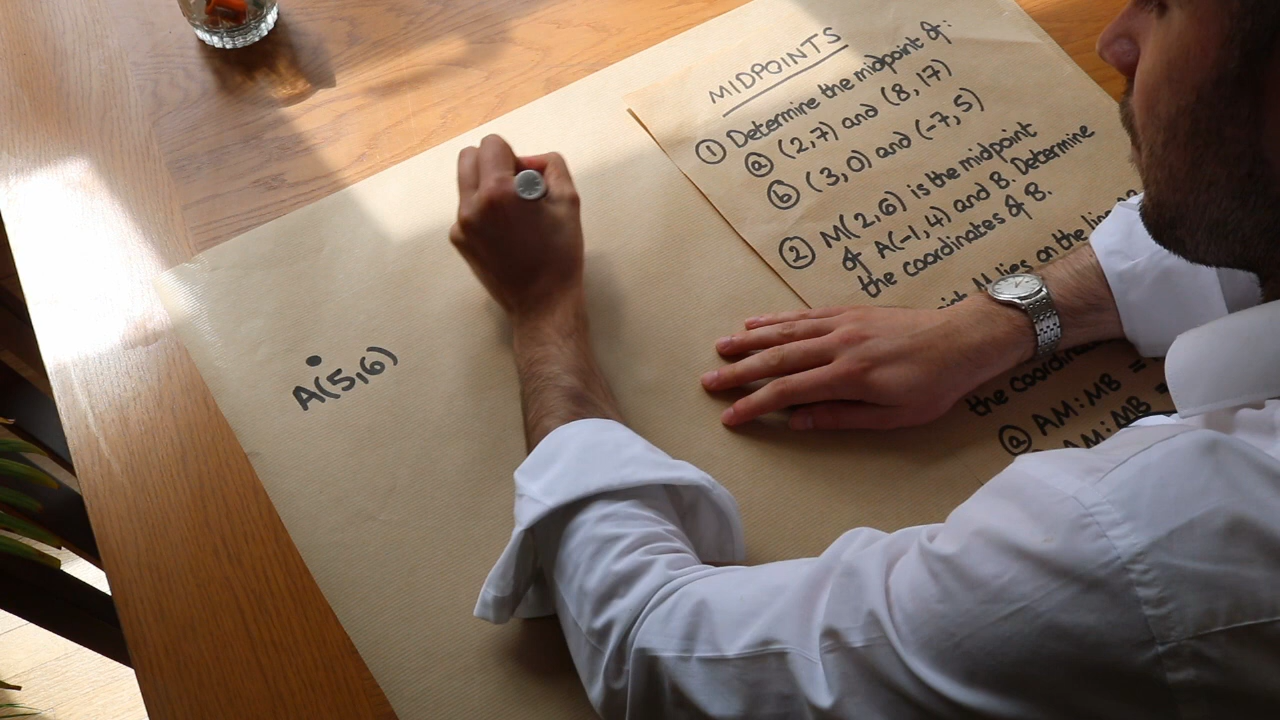 MIDPOINTS
① Determine the midpoint of:
ⓐ (2,7) and (8,17)
ⓑ (3,0) and (-7,5)
② M(2,6) is the midpoint
of A(-1,4) and B. Determine
the coordinates of B.
M lies on the line
the
ⓐ AM:MB =
AM:MB =
A(5,6)